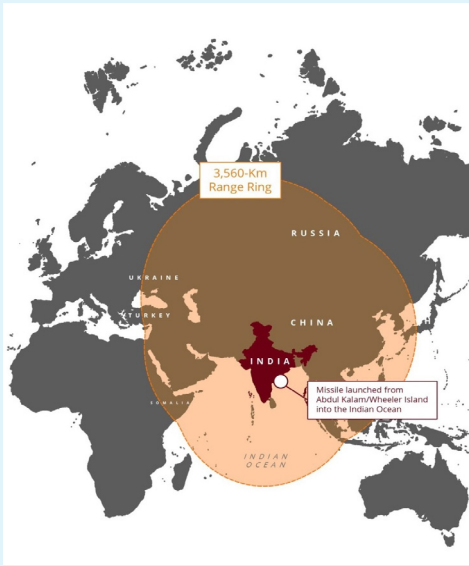 3,560-Km
Range Ring
RUSSIA
UKRAINE
TURKEY
CHINA
INDIA
Missile launched from
Abdul Kalam/Wheeler Island
into the Indian Ocean
SOMALIA
INDIAN
OCEAN